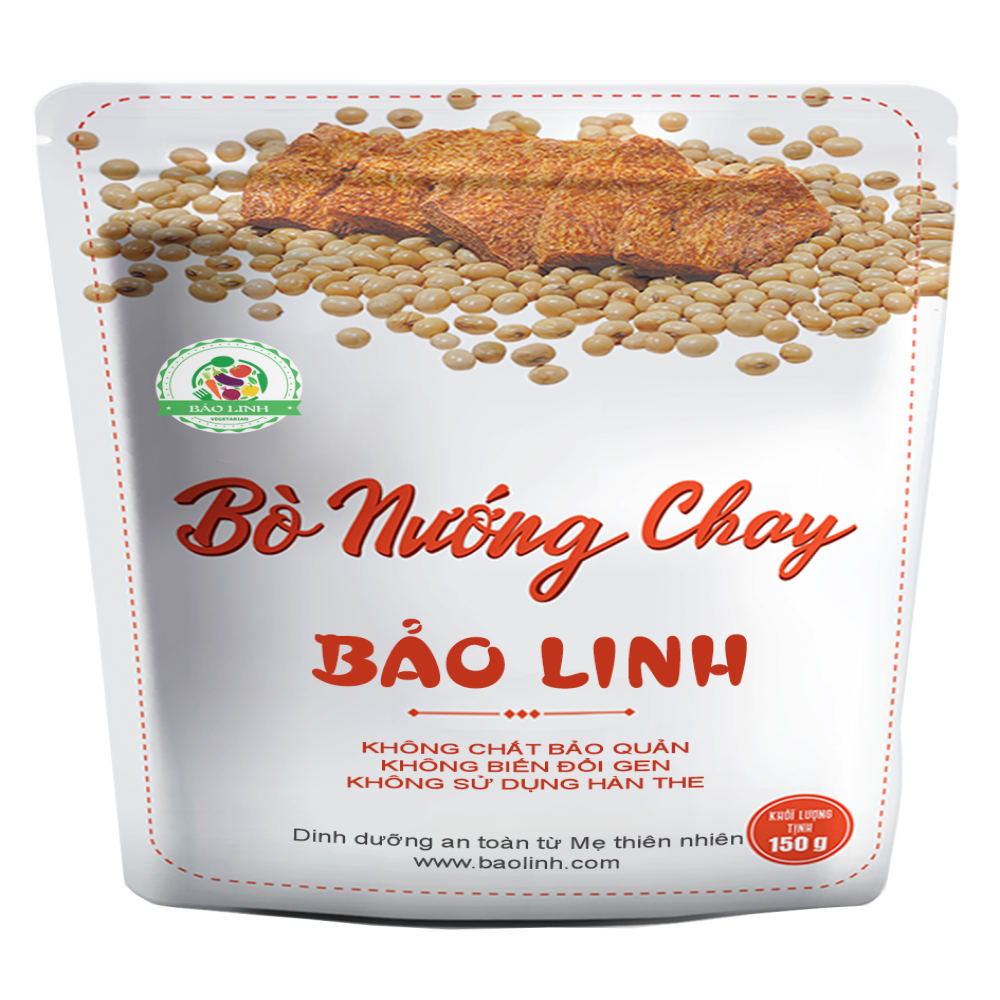 BẢO LINH
VEGETARIAN
Bò Nướng Chay
BẢO LINH
KHÔNG CHẤT BẢO QUẢN
KHÔNG BIẾN ĐỔI GEN
KHÔNG SỬ DỤNG HÀN THE
Dinh dưỡng an toàn từ Mẹ thiên nhiên
www.baolinh.com
KHỐI LƯỢNG
TỊNH
150 g